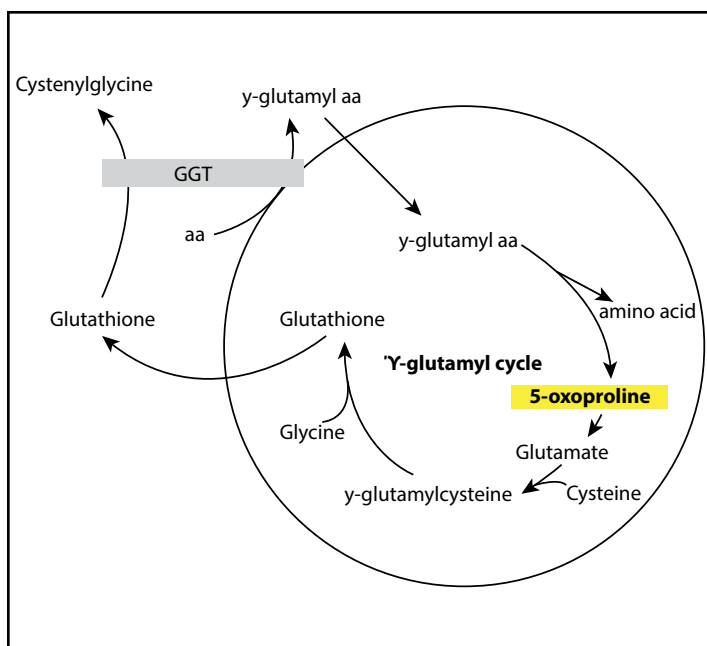 Cystenylglycine
y-glutamyl aa
GGT
aa
y-glutamyl aa
amino acid
Glutathione
Glutathione
'Y-glutamyl cycle
5-oxoproline
Glycine
Glutamate
y-glutamylcysteine
Cysteine